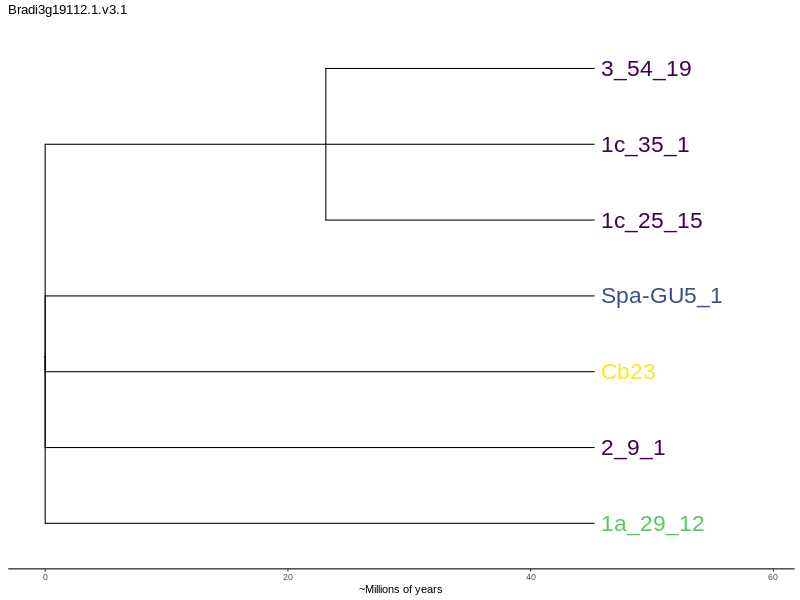 Bradi3g19112.1.v3.1
3_54_19
1c_35_1
1c_25_15
Spa-GU5_1
Cb23
2_9_1
1a_29_12
0 20 40 60
~Millions of years